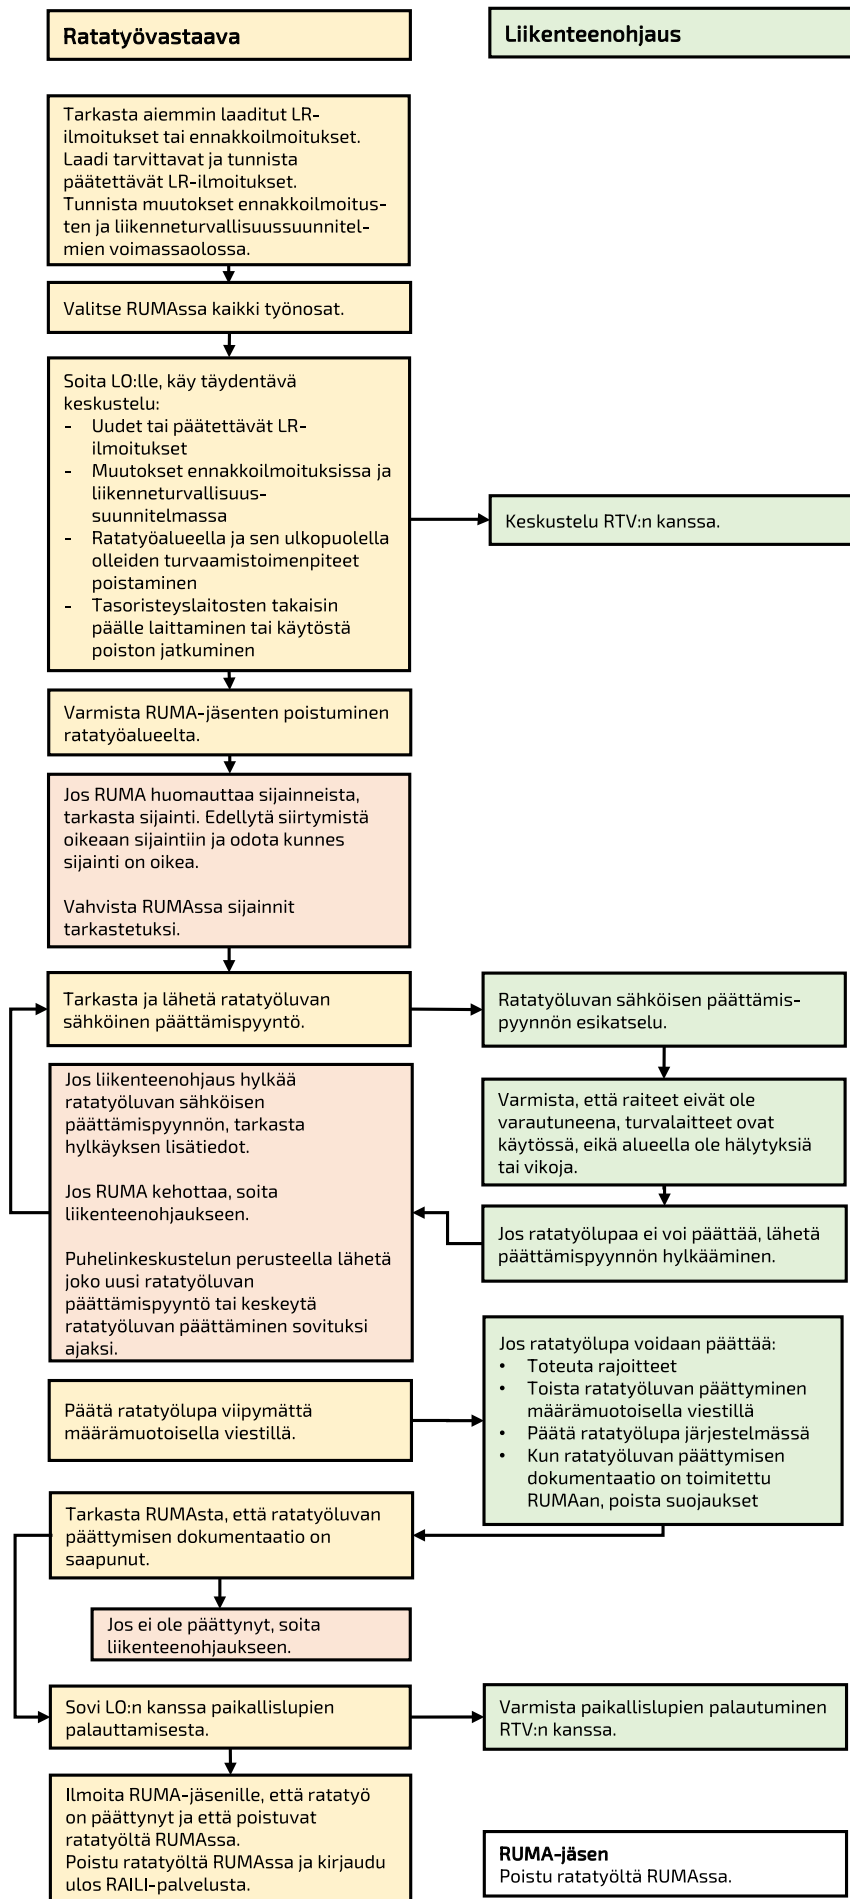 Ratatyövastaava
Liikenteenohjaus
Tarkasta aiemmin laaditut LR-
ilmoitukset tai ennakkoilmoitukset.
Laadi tarvittavat ja tunnista
päätettävät LR-ilmoitukset.
Tunnista muutokset ennakkoilmoitus-
ten ja liikenneturvallisuussuunnitel-
mien voimassaolossa.
Valitse RUMAssa kaikki työnosat.
Soita LO:lle, käy täydentävä
keskustelu:
- Uudet tai päätettävät LR-
ilmoitukset
- Muutokset ennakkoilmoituksissa ja
liikenneturvallisuus-
suunnitelmassa
- Ratatyöalueella ja sen ulkopuolella
olleiden turvaamistoimenpiteet
poistaminen
- Tasoristeyslaitosten takaisin
päälle laittaminen tai käytöstä
poiston jatkuminen
Keskustelu RTV:n kanssa.
Varmista RUMA-jäsenten poistuminen
ratatyöalueelta.
Jos RUMA huomauttaa sijainneista,
tarkasta sijainti. Edellytä siirtymistä
oikeaan sijaintiin ja odota kunnes
sijainti on oikea.
Vahvista RUMAssa sijainnit
tarkastetuksi.
Tarkasta ja lähetä ratatyöluvan
sähköinen päättämispyyntö.
Ratatyöluvan sähköisen päättämis-
pyynnön esikatselu.
Jos liikenteenohjaus hylkää
ratatyöluvan sähköisen
päättämispyynnön, tarkasta
hylkäyksen lisätiedot.
Jos RUMA kehottaa, soita
liikenteenohjaukseen.
Puhelinkeskustelun perusteella lähetä
joko uusi ratatyöluvan
päättämispyyntö tai keskeytä
ratatyöluvan päättäminen sovituksi
ajaksi.
Varmista, että raiteet eivät ole
varautuneena, turvalaitteet ovat
käytössä, eikä alueella ole hälytyksiä
tai vikoja.
Jos ratatyölupaa ei voi päättää, lähetä
päättämispyynnön hylkääminen.
Jos ratatyölupa voidaan päättää:
• Toteuta rajoitteet
• Toista ratatyöluvan päättyminen
määrämuotoisella viestillä
• Päätä ratatyölupa järjestelmässä
• Kun ratatyöluvan päättymisen
dokumentaatio on toimitettu
RUMAan, poista suojaukset
Päätä ratatyölupa viipymättä
määrämuotoisella viestillä.
Tarkasta RUMAsta, että ratatyöluvan
päättymisen dokumentaatio on
saapunut.
Jos ei ole päättynyt, soita
liikenteenohjaukseen.
Sovi LO:n kanssa paikallislupien
palauttamisesta.
Varmista paikallislupien palautuminen
RTV:n kanssa.
Ilmoita RUMA-jäsenille, että ratatyö
on päättynyt ja että poistuvat
ratatyöltä RUMAssa.
Poistu ratatyöltä RUMAssa ja kirjaudu
ulos RAILI-palvelusta.
RUMA-jäsen
Poistu ratatyöltä RUMAssa.